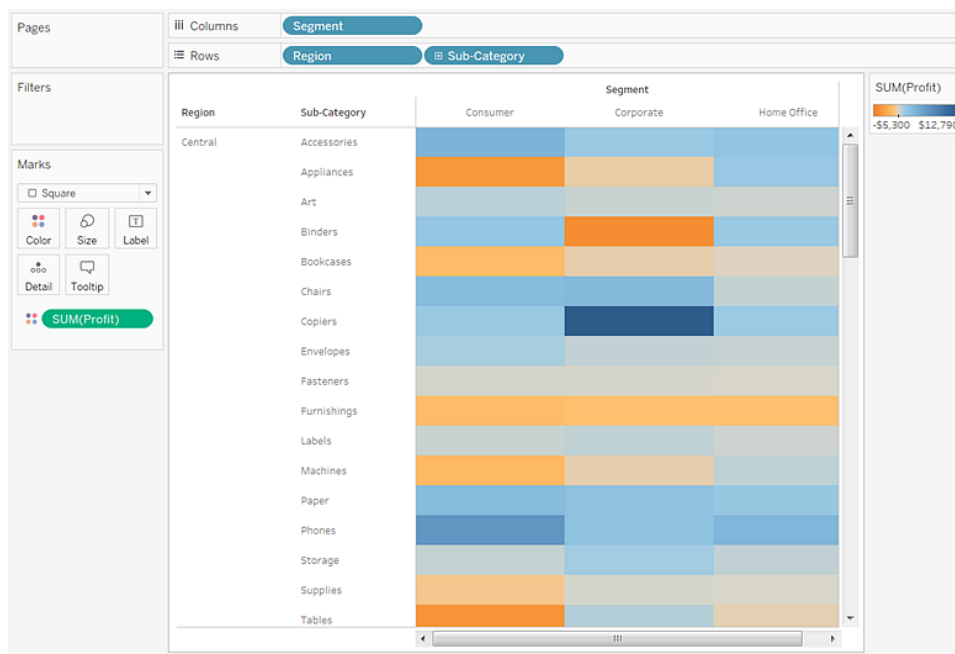 Pages
Columns
Segment
Rows
Region
Sub-Category
Filters
Marks
Square
Color
Size
Label
Detail
Tooltip
SUM(Profit)
Segment
Region Sub-Category Consumer Corporate Home Office
Central Accessories
Appliances
Art
Binders
Bookcases
Chairs
Copiers
Envelopes
Fasteners
Furnishings
Labels
Machines
Paper
Phones
Storage
Supplies
Tables
SUM(Profit)
-$5,300 $12,790